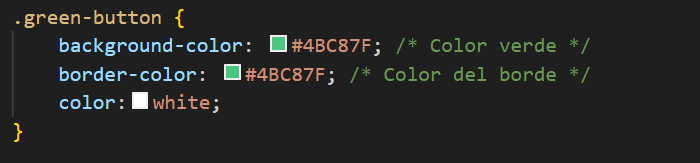 .green-button {
    background-color: #4BC87F; /* Color verde */
    border-color: #4BC87F; /* Color del borde */
    color:white;
}